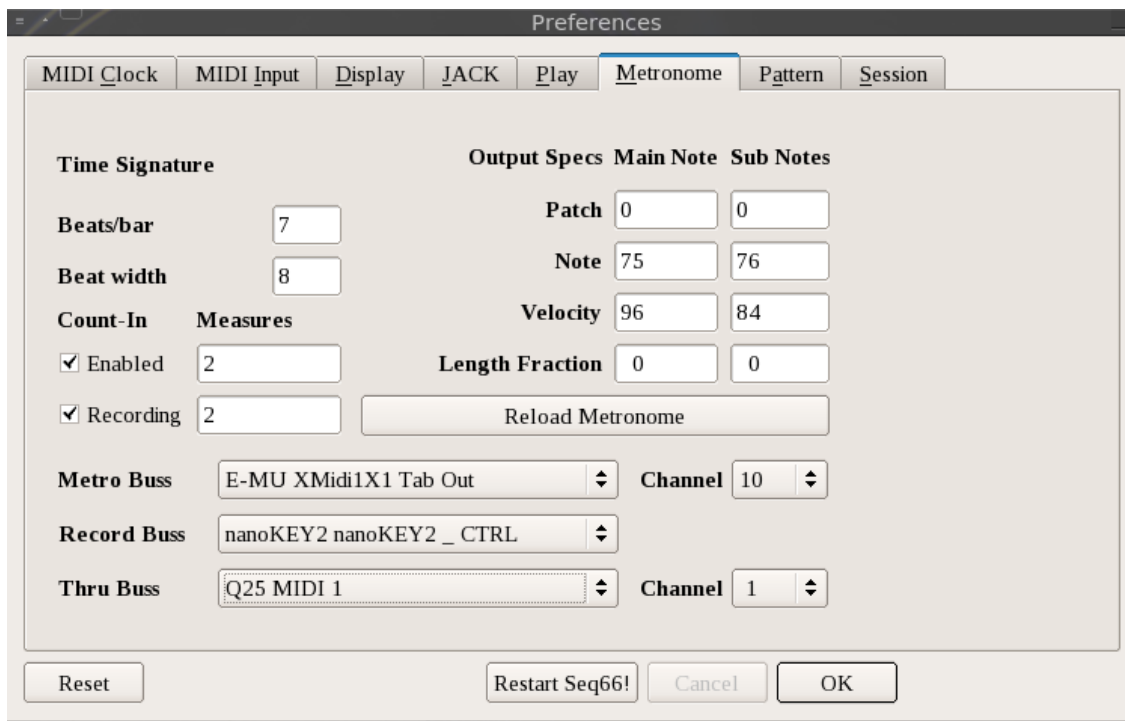 Preferences
MIDI Clock MIDI Input Display JACK Play Metronome Pattern Session
Time Signature
Output Specs Main Note Sub Notes
Patch 0 0
Beats/bar 7
Note 75 76
Beat width 8
Velocity 96 84
Count-In Measures
Enabled 2
Length Fraction 0 0
Recording 2
Reload Metronome
Metro Buss E-MU XMidi1X1 Tab Out Channel 10
Record Buss nanoKEY2 nanoKEY2 _ CTRL
Thru Buss Q25 MIDI 1 Channel 1
Reset Restart Seq66! Cancel OK